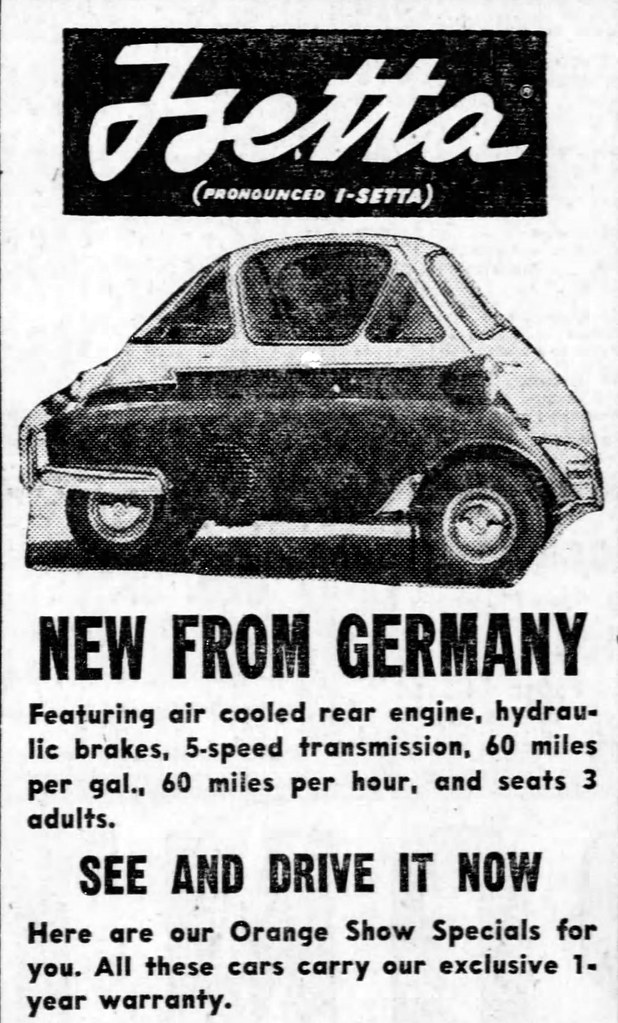 Isetta®
(PRONOUNCED I-SETTA)
NEW FROM GERMANY
Featuring air cooled rear engine, hydrau-
lic brakes, 5-speed transmission, 60 miles
per gal., 60 miles per hour, and seats 3
adults.
SEE AND DRIVE IT NOW
Here are our Orange Show Specials for
you. All these cars carry our exclusive 1-
year warranty.